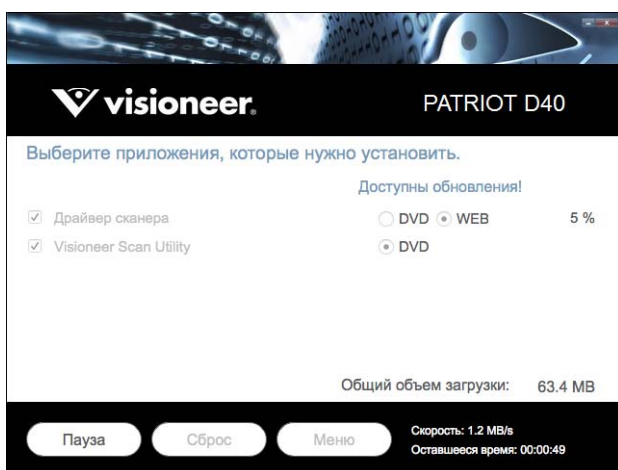 visioneer.
PATRIOT D40
Выберите приложения, которые нужно установить.
Доступны обновления!
Драйвер сканера DVD WEB 5 %
Visioneer Scan Utility DVD
Общий объем загрузки: 63.4 MB
Пауза Сброс Меню
Скорость: 1.2 MB/s
Оставшееся время: 00:00:49